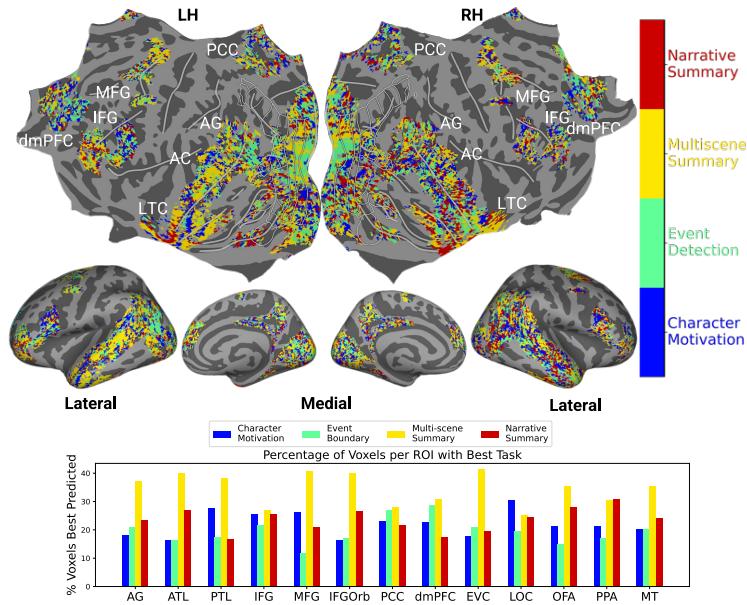 LH
RH
PCC
PCC
MFG
MFG
IFG
IFG
dmPFC
dmPFC
AG
AG
AC
AC
LTC
LTC
Narrative
Summary
Multiscene
Summary
Event
Detection
Character
Motivation
Lateral
Medial
Lateral
Character
Motivation
Event
Boundary
Multi-scene
Summary
Narrative
Summary
Percentage of Voxels per ROI with Best Task
% Voxels Best Predicted
40
30
20
10
0
AG ATL PTL IFG MFG IFGOrb PCC dmPFC EVC LOC OFA PPA MT